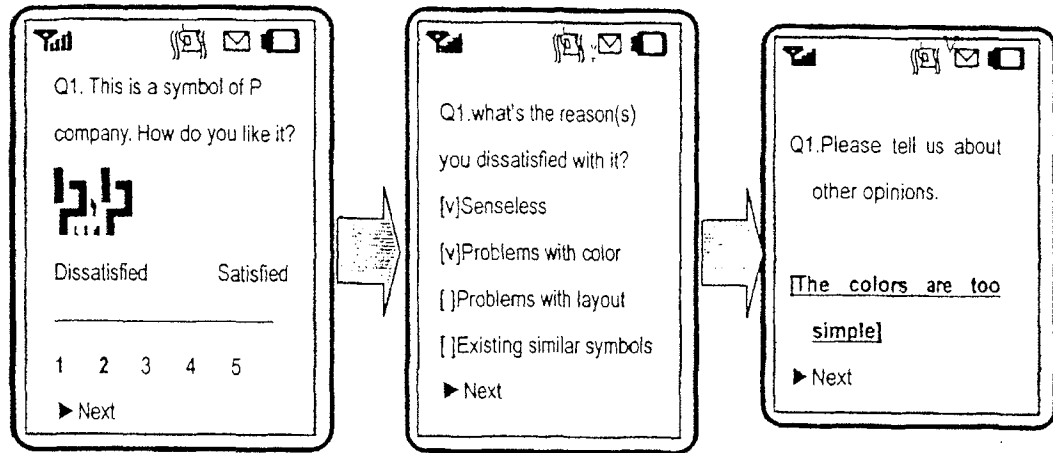 Q1. This is a symbol of P
company. How do you like it?
Dissatisfied Satisfied
1 2 3 4 5
▶ Next
Q1.what's the reason(s)
you dissatisfied with it?
[v]Senseless
[v]Problems with color
[ ]Problems with layout
[ ]Existing similar symbols
▶ Next
Q1.Please tell us about
other opinions.
[The colors are too
simple]
▶ Next